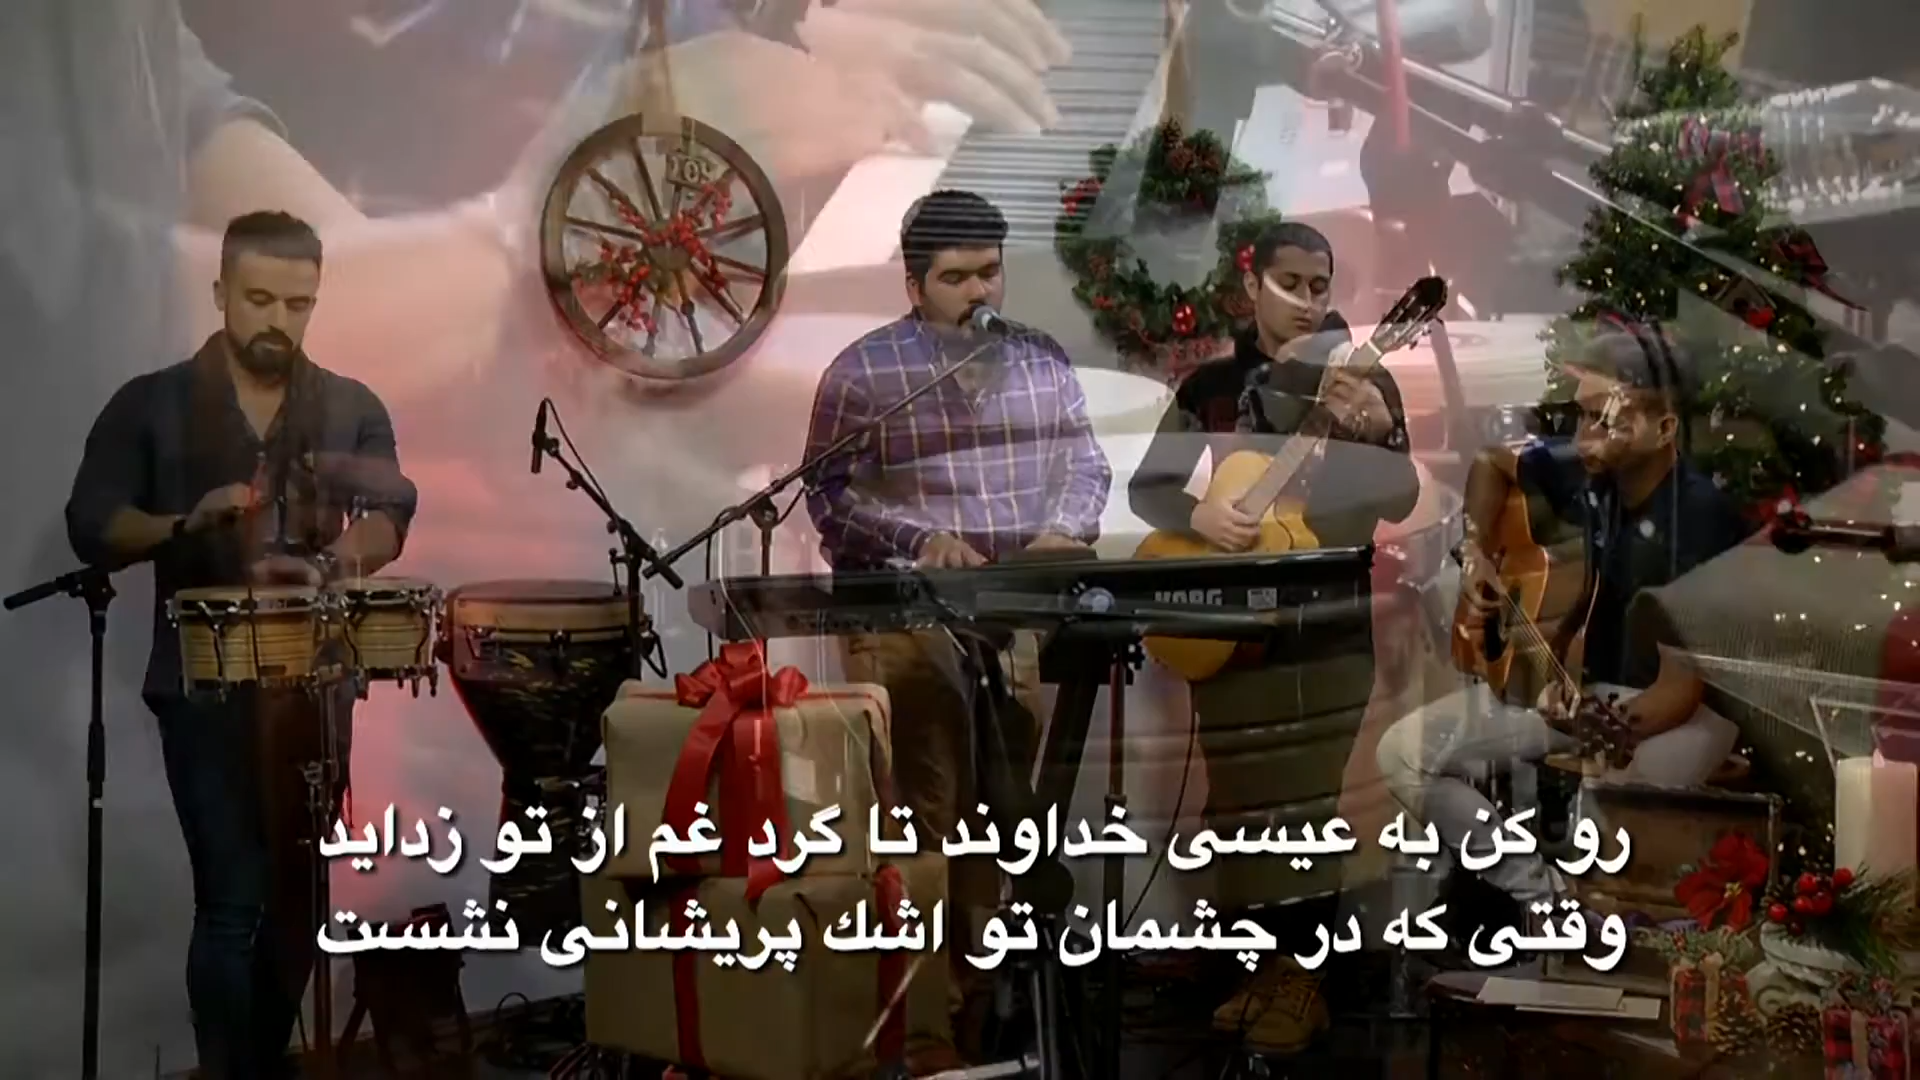 رو کن به عیسی خداوند تا گرد غم از تو زداید
وقتی که در چشمان تو اشك پریشانی نشست
KORG